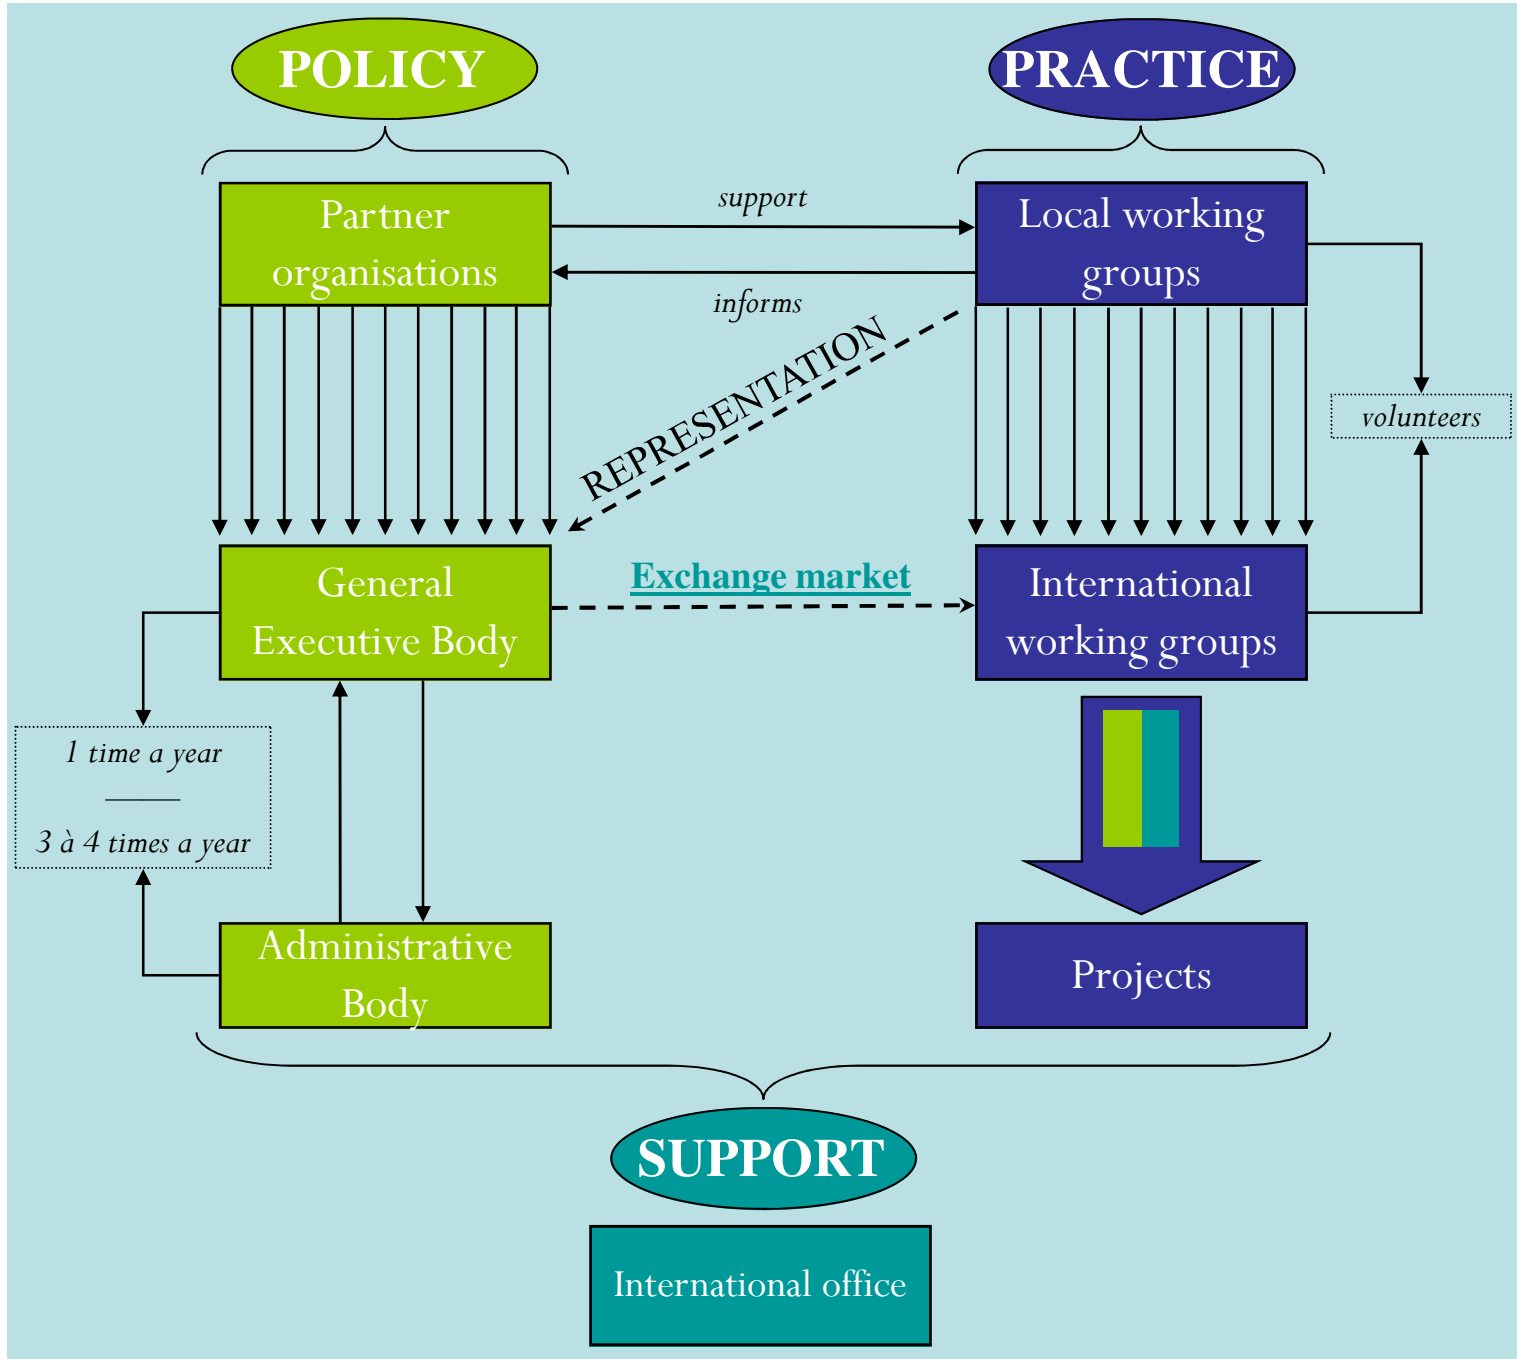 POLICY
PRACTICE
Partner
organisations
support
informs
Local working
groups
REPRESENTATION
volunteers
General
Executive Body
Exchange market
International
working groups
1 time a year
3 à 4 times a year
Administrative
Body
Projects
SUPPORT
International office